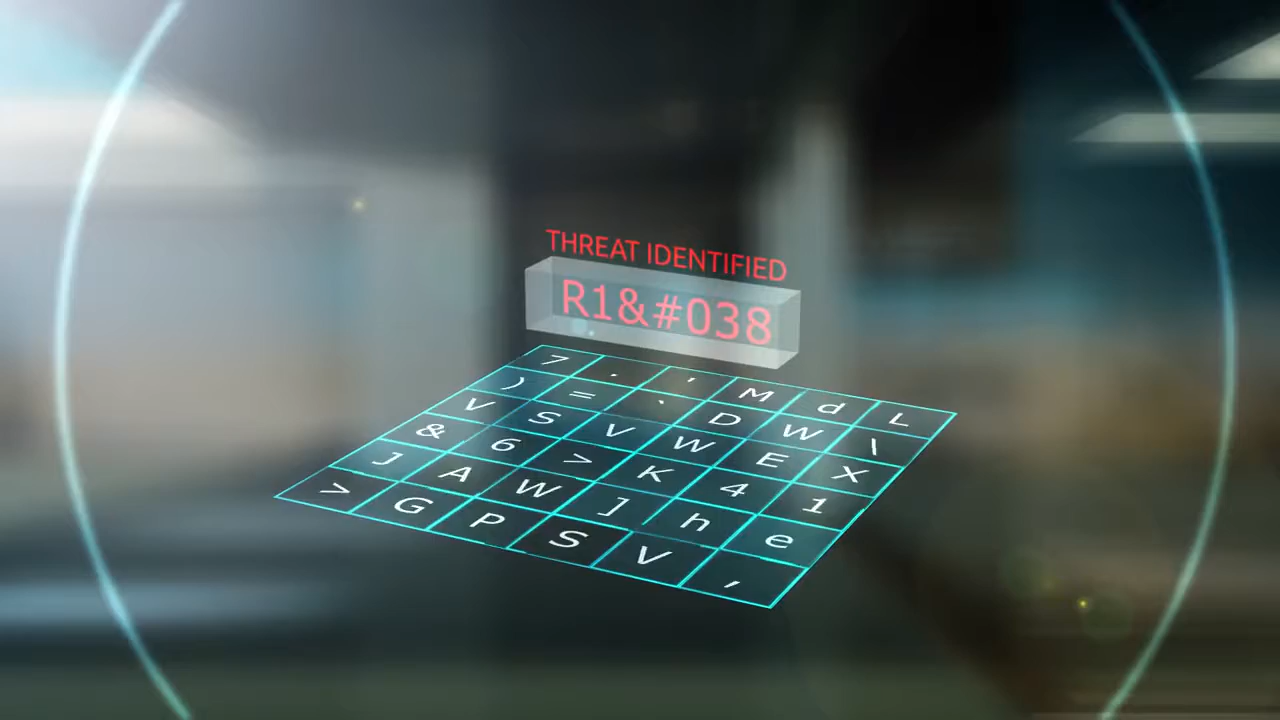 THREAT IDENTIFIED
R1&#038
7 . ' M d L
) = ` D W \
V S V W E X
& 6 > K 4 1
J A W ] h e
> G P S V ,